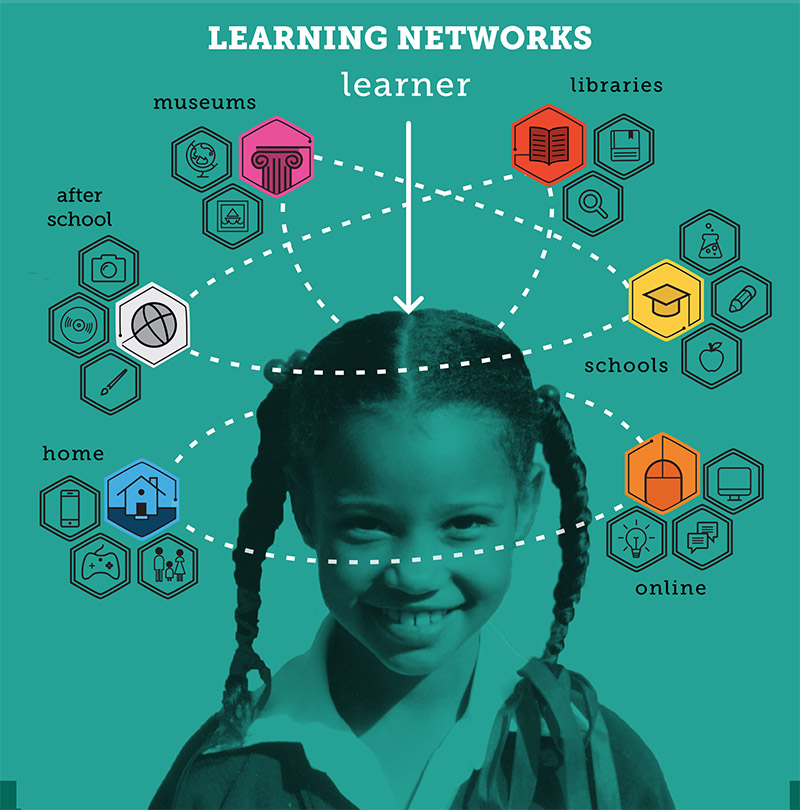 LEARNING NETWORKS
learner
museums
libraries
after
school
schools
home
online